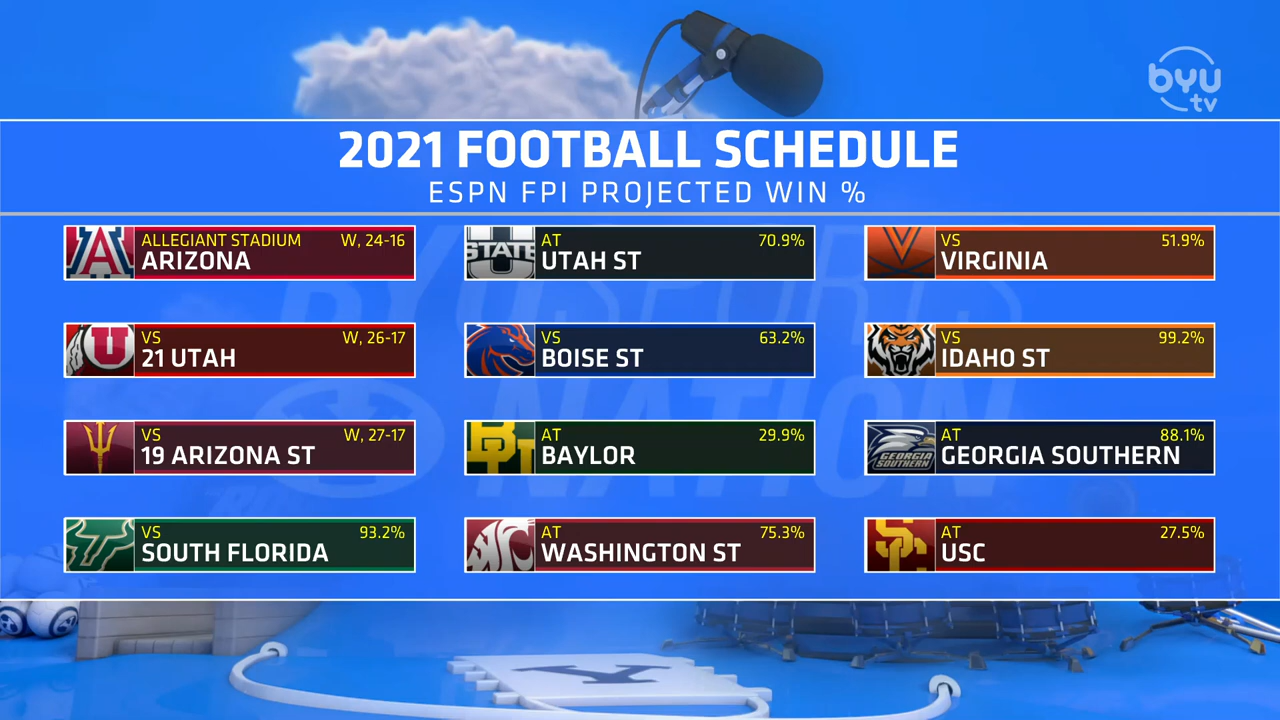 byu
tv
2021 FOOTBALL SCHEDULE
ESPN FPI PROJECTED WIN %
ALLEGIANT STADIUM W, 24-16
ARIZONA
VS W, 26-17
21 UTAH
VS W, 27-17
19 ARIZONA ST
VS 93.2%
SOUTH FLORIDA
STATE
AT 70.9%
UTAH ST
VS 63.2%
BOISE ST
AT 29.9%
BAYLOR
AT 75.3%
WASHINGTON ST
VS 51.9%
VIRGINIA
VS 99.2%
IDAHO ST
GEORGIA
SOUTHERN
AT 88.1%
GEORGIA SOUTHERN
AT 27.5%
USC
BYU SPORTS
NATION